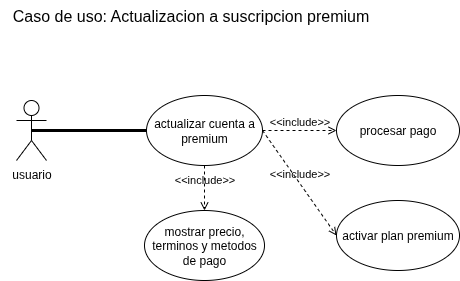 Caso de uso: Actualizacion a suscripcion premium
usuario
actualizar cuenta a
premium
<<include>>
procesar pago
<<include>>
<<include>>
activar plan premium
mostrar precio,
terminos y metodos
de pago